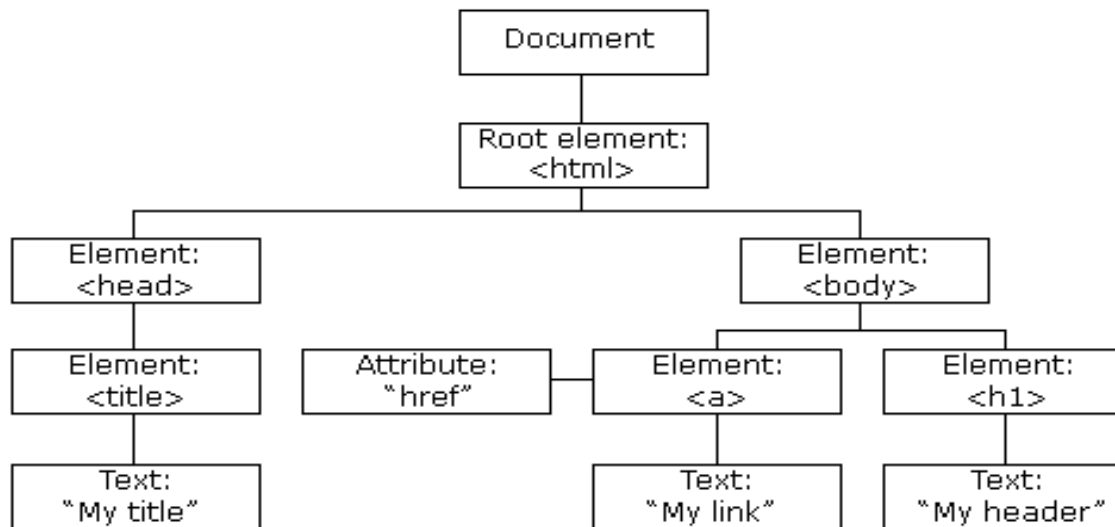 Document
Root element:
<html>
Element:
<head>
Element:
<body>
Element:
<title>
Attribute:
“href”
Element:
<a>
Element:
<h1>
Text:
“My title”
Text:
“My link”
Text:
“My header”